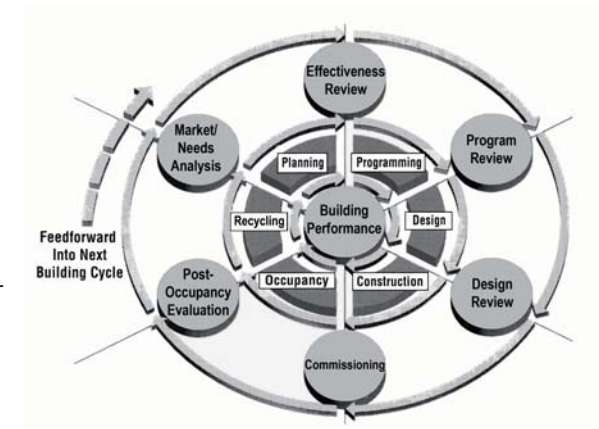 Effectiveness
Review
Market/
Needs
Analysis
Program
Review
Planning
Programming
Building
Performance
Recycling
Design
Feedforward
Into Next
Building Cycle
Post-
Occupancy
Evaluation
Occupancy
Construction
Design
Review
Commissioning